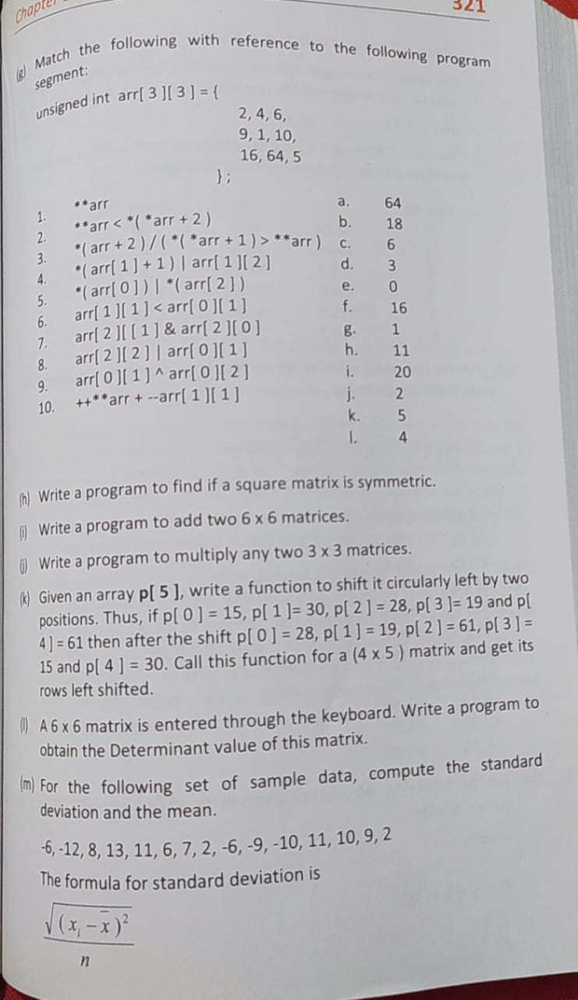 Chapter
321
(g) Match the following with reference to the following program
segment:
unsigned int arr[ 3 ][ 3 ] = {
2, 4, 6,
9, 1, 10,
16, 64, 5
} ;
1. **arr a. 64
2. **arr < *( *arr + 2 ) b. 18
3. *( arr + 2 ) / ( *( *arr + 1 ) > **arr ) c. 6
4. *( arr[ 1 ] + 1 ) | arr[ 1 ][ 2 ] d. 3
5. *( arr[ 0 ] ) | *( arr[ 2 ] ) e. 0
6. arr[ 1 ][ 1 ] < arr[ 0 ][ 1 ] f. 16
7. arr[ 2 ][ [ 1 ] & arr[ 2 ][ 0 ] g. 1
8. arr[ 2 ][ 2 ] | arr[ 0 ][ 1 ] h. 11
9. arr[ 0 ][ 1 ] ^ arr[ 0 ][ 2 ] i. 20
10. ++**arr + --arr[ 1 ][ 1 ] j. 2
k. 5
l. 4
(h) Write a program to find if a square matrix is symmetric.
(i) Write a program to add two 6 x 6 matrices.
(j) Write a program to multiply any two 3 x 3 matrices.
(k) Given an array p[ 5 ], write a function to shift it circularly left by two
positions. Thus, if p[ 0 ] = 15, p[ 1 ]= 30, p[ 2 ] = 28, p[ 3 ]= 19 and p[
4 ] = 61 then after the shift p[ 0 ] = 28, p[ 1 ] = 19, p[ 2 ] = 61, p[ 3 ] =
15 and p[ 4 ] = 30. Call this function for a (4 x 5 ) matrix and get its
rows left shifted.
(l) A 6 x 6 matrix is entered through the keyboard. Write a program to
obtain the Determinant value of this matrix.
(m) For the following set of sample data, compute the standard
deviation and the mean.
-6, -12, 8, 13, 11, 6, 7, 2, -6, -9, -10, 11, 10, 9, 2
The formula for standard deviation is
√(xᵢ − x̄)²
n